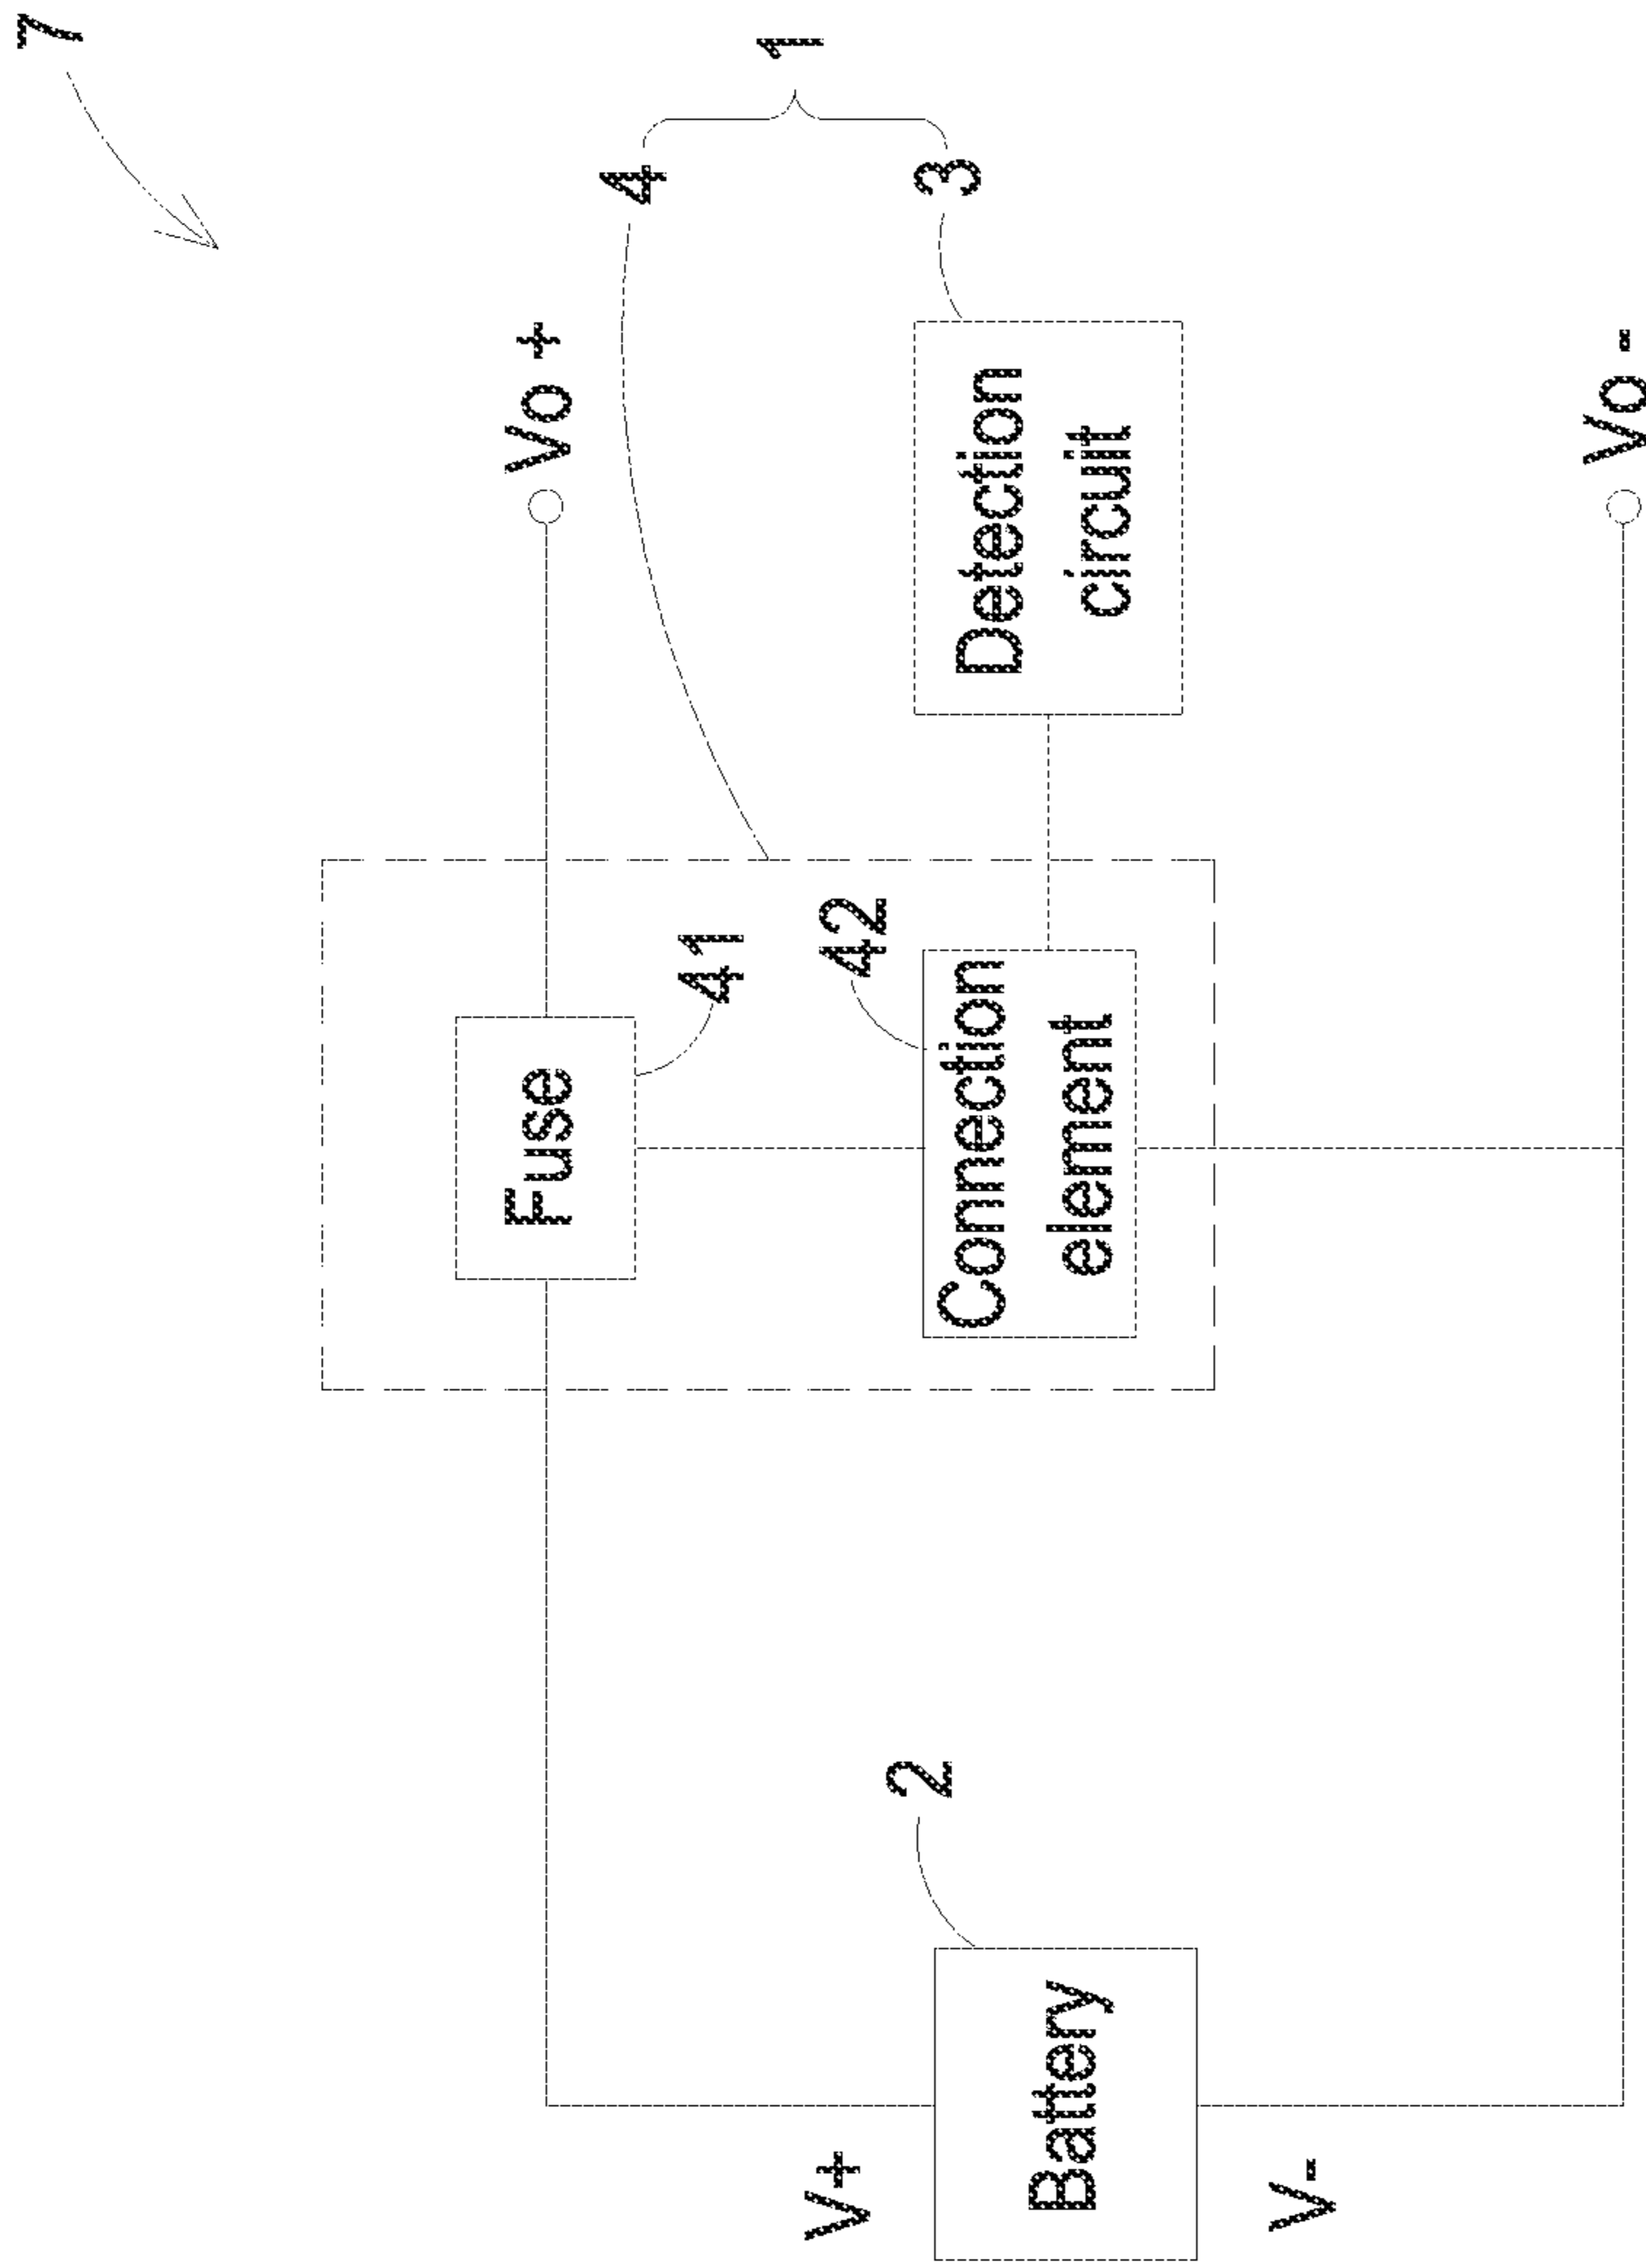 7
1
4
3
Vo +
Fuse
41
42
Connection
element
Detection
circuit
2
V+
Battery
V-
Vo -